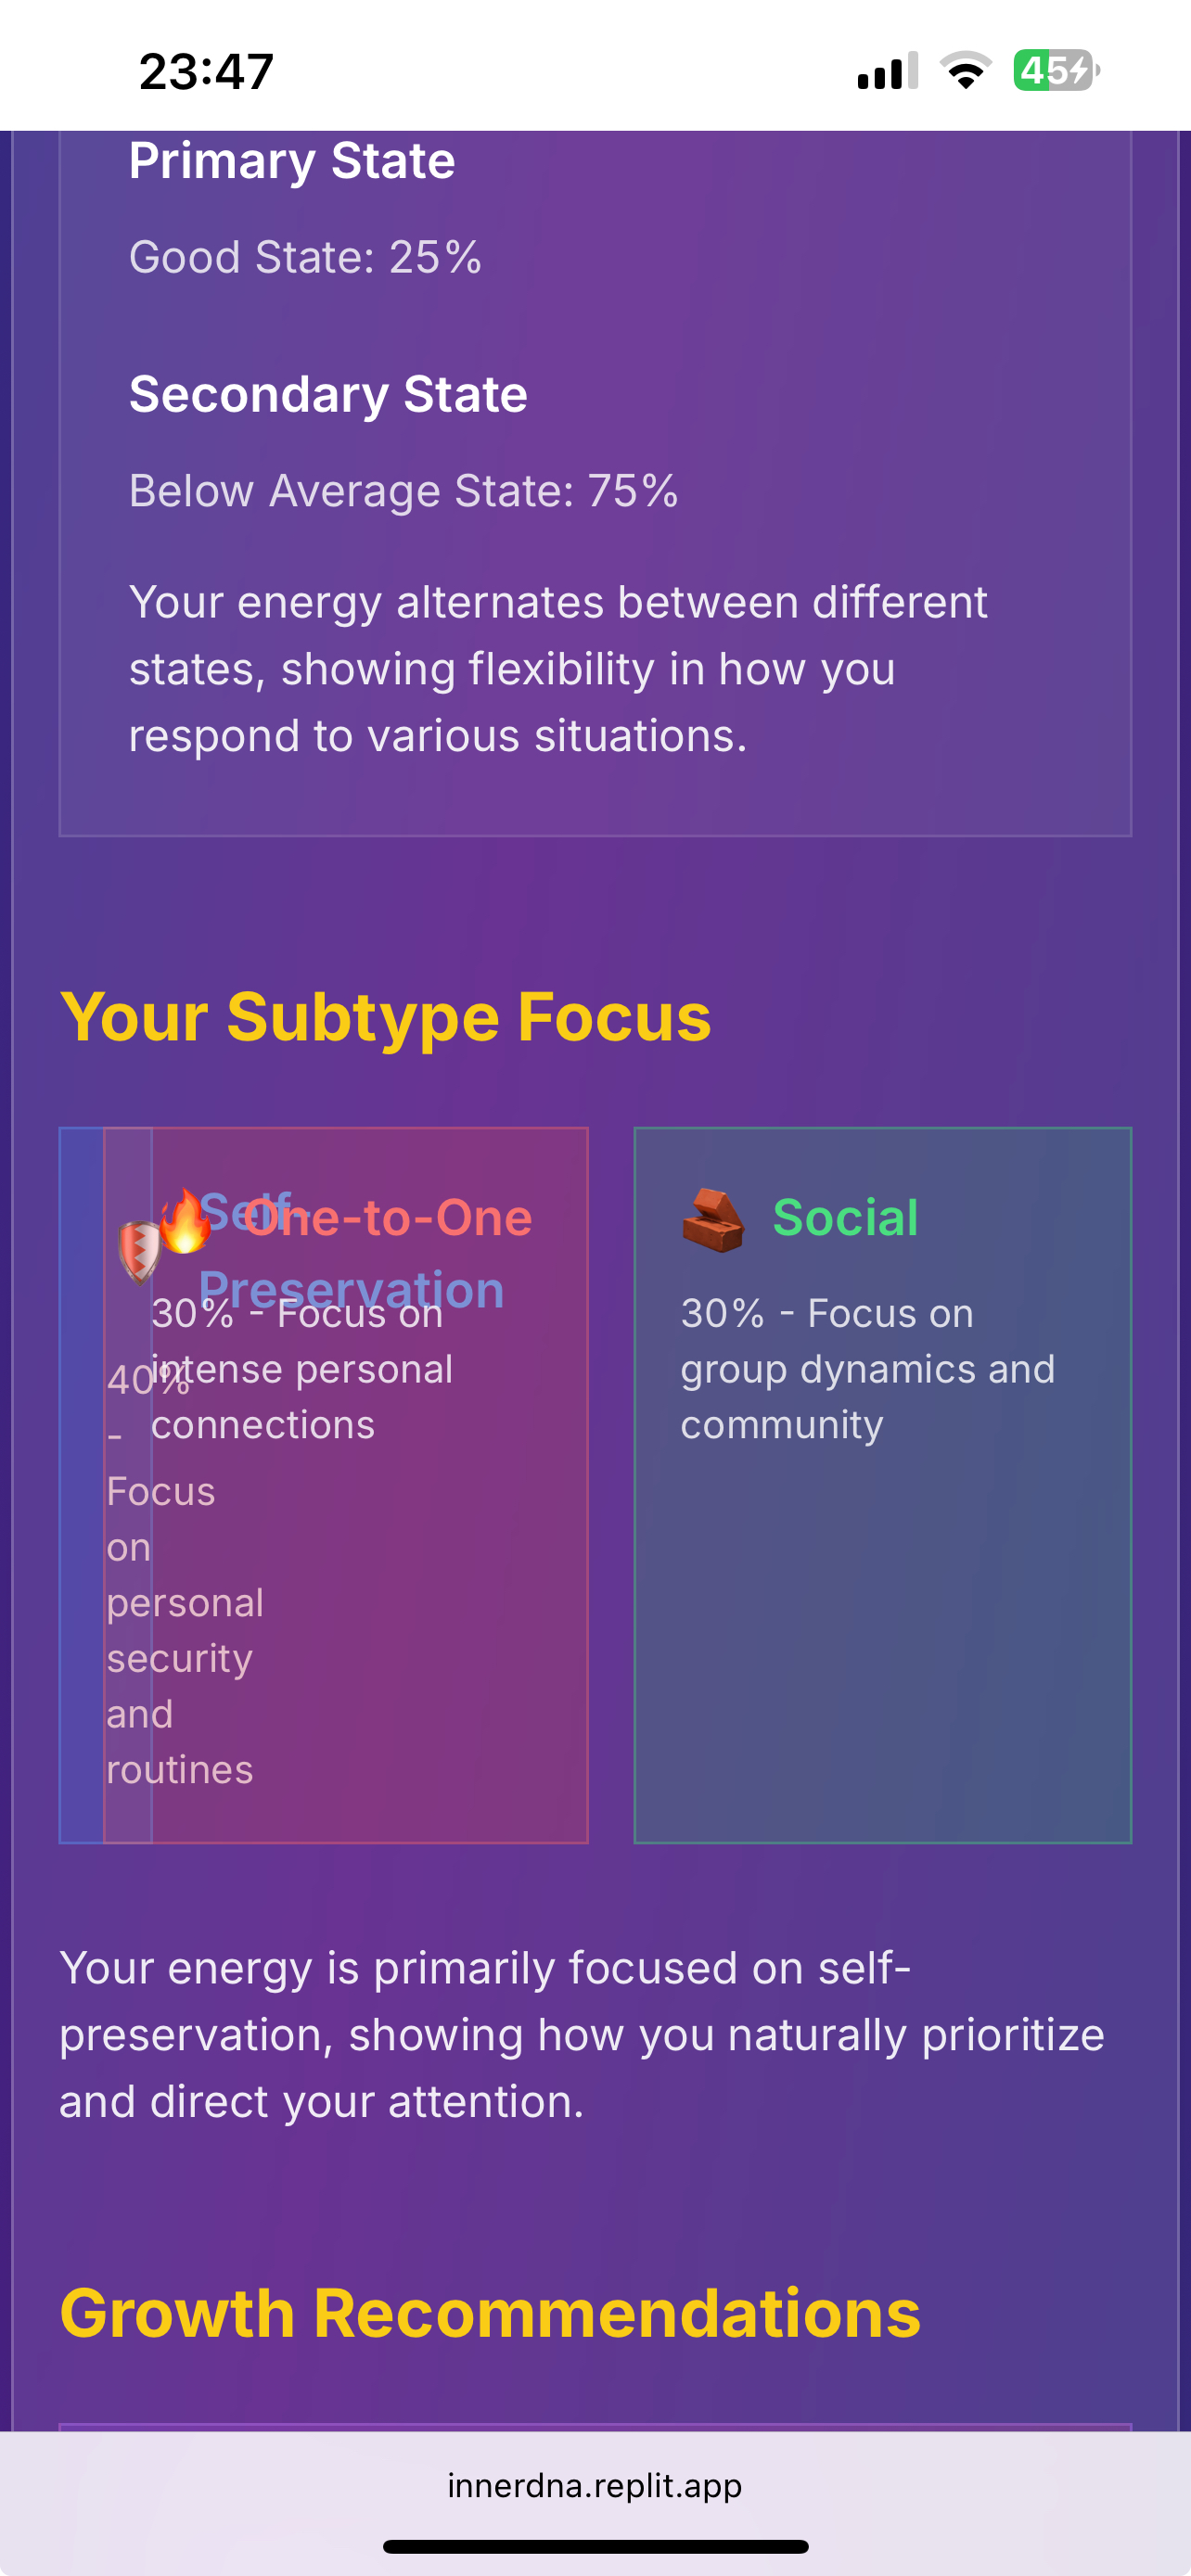 23:47
45
Primary State
Good State: 25%
Secondary State
Below Average State: 75%
Your energy alternates between different
states, showing flexibility in how you
respond to various situations.
Your Subtype Focus
Self-
Preservation
40%
-
Focus
on
personal
security
and
routines
One-to-One
30% - Focus on
intense personal
connections
Social
30% - Focus on
group dynamics and
community
Your energy is primarily focused on self-
preservation, showing how you naturally prioritize
and direct your attention.
Growth Recommendations
innerdna.replit.app